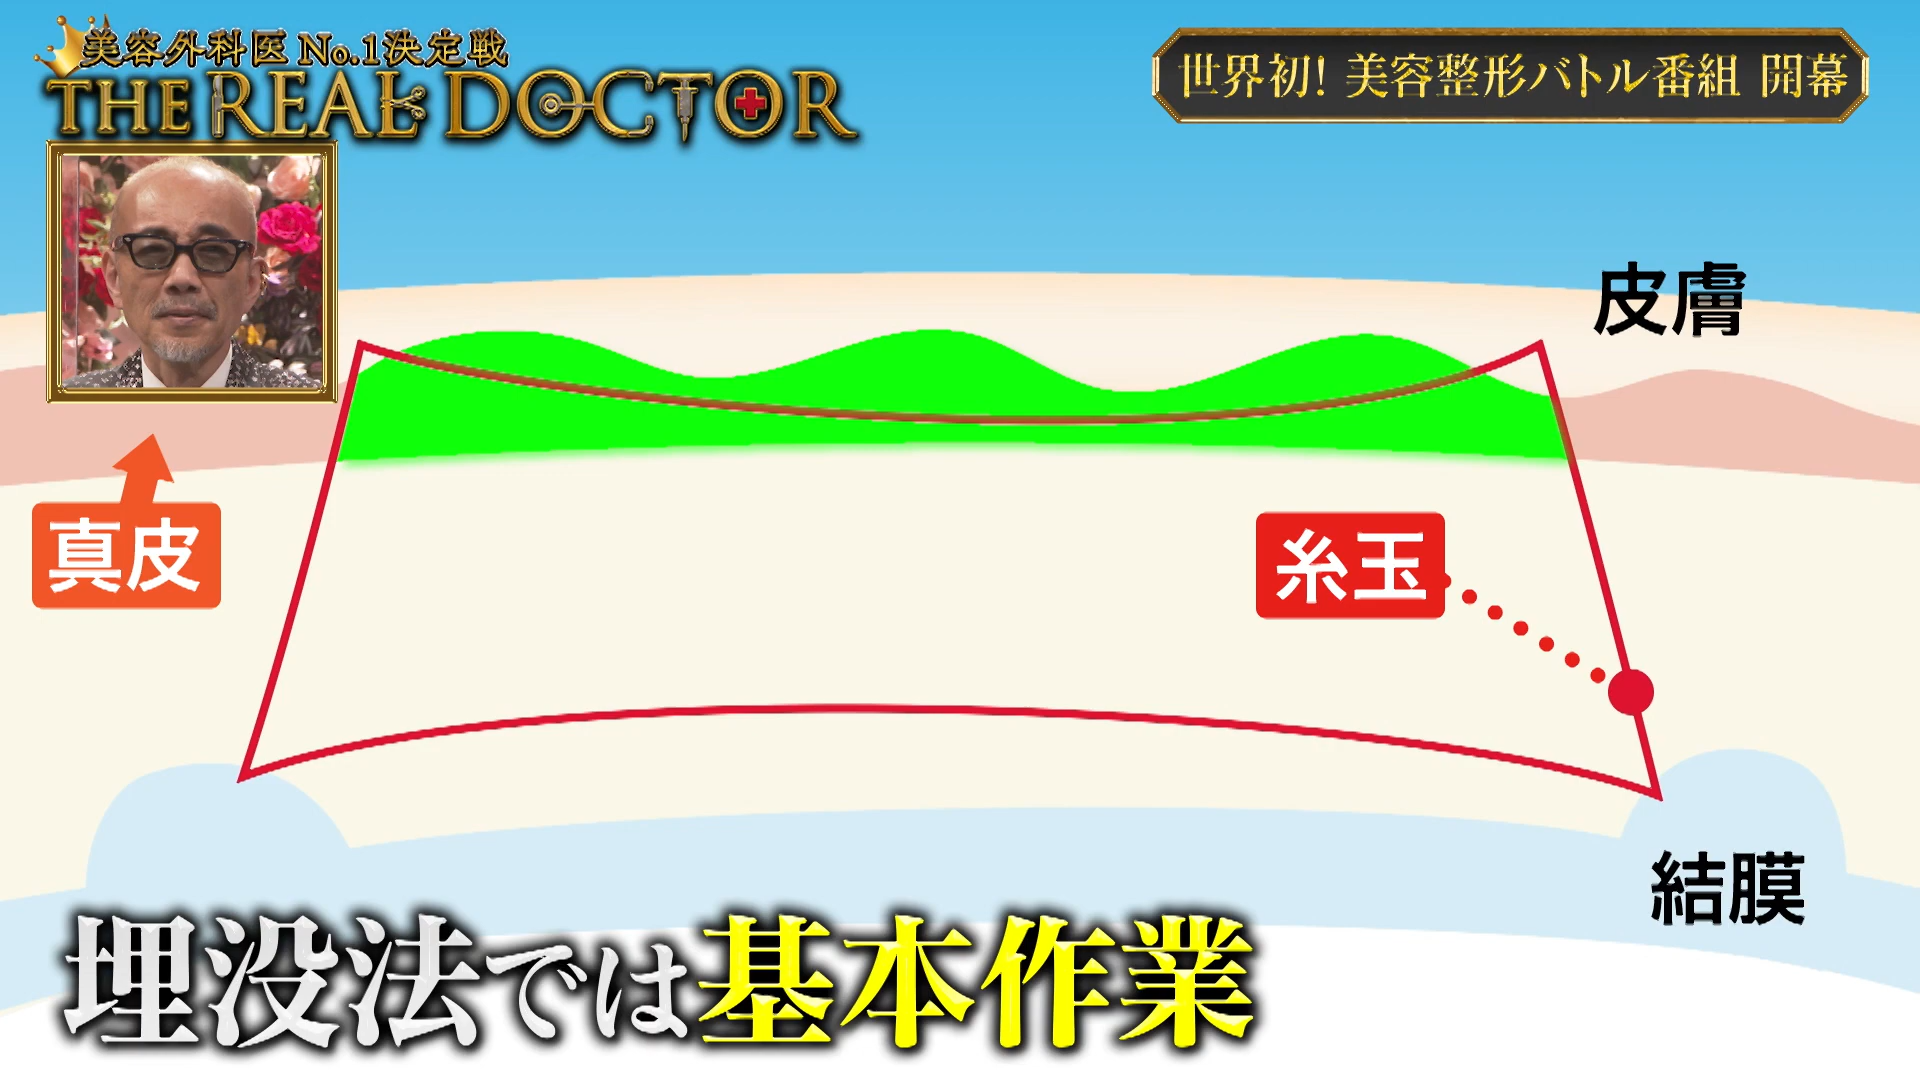 美容外科医No.1決定戦
THE REAL DOCTOR
世界初！美容整形バトル番組 開幕
皮膚
真皮
糸玉
結膜
埋没法では基本作業